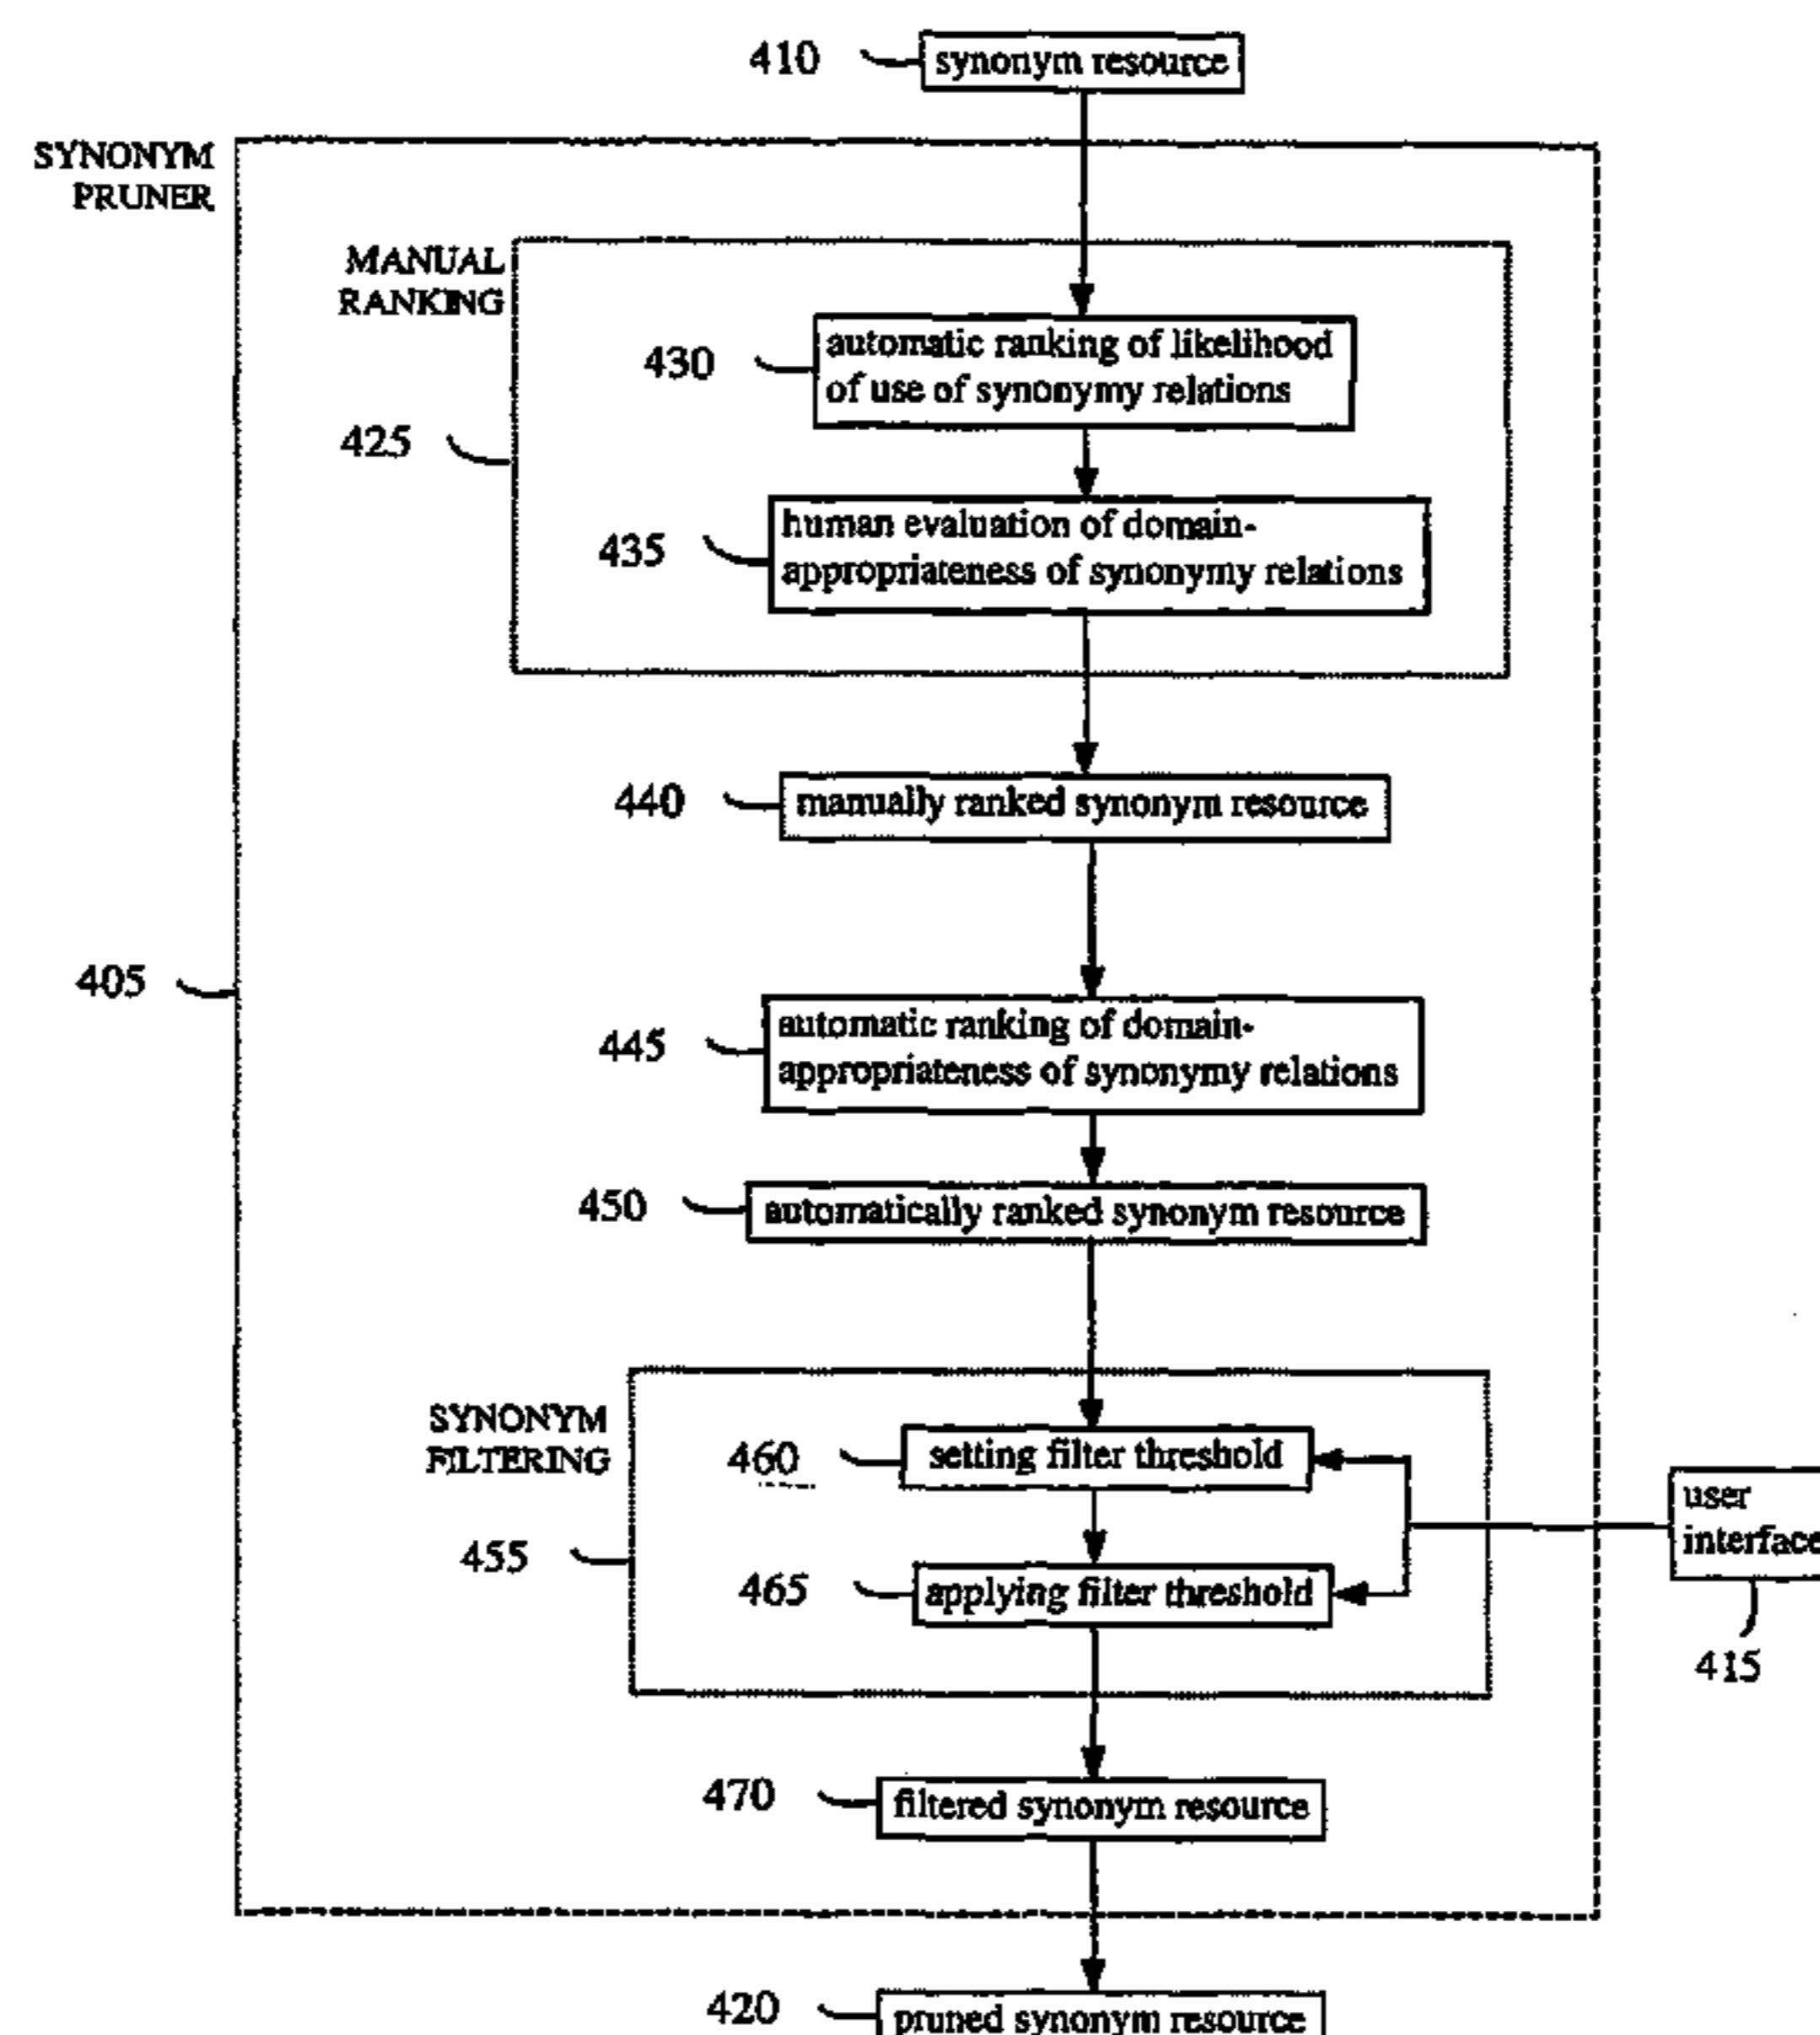 410
synonym resource
SYNONYM
PRUNER
MANUAL
RANKING
430
automatic ranking of likelihood
of use of synonymy relations
425
435
human evaluation of domain-
appropriateness of synonymy relations
440
manually ranked synonym resource
405
445
automatic ranking of domain-
appropriateness of synonymy relations
450
automatically ranked synonym resource
SYNONYM
FILTERING
460
setting filter threshold
user
interface
455
465
applying filter threshold
415
470
filtered synonym resource
420
pruned synonym resource